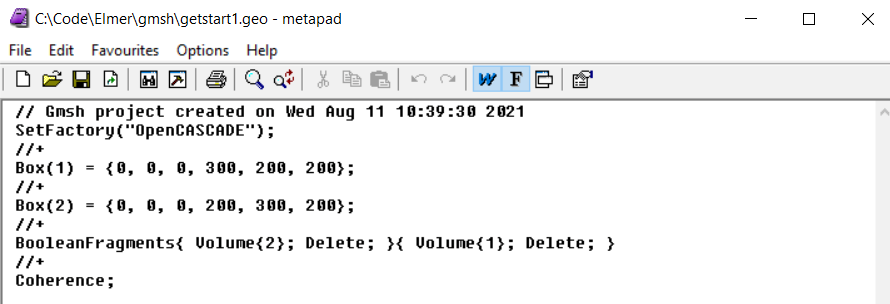 C:\Code\Elmer\gmsh\getstart1.geo - metapad
File Edit Favourites Options Help
W F
// Gmsh project created on Wed Aug 11 10:39:30 2021
SetFactory("OpenCASCADE");
//+
Box(1) = {0, 0, 0, 300, 200, 200};
//+
Box(2) = {0, 0, 0, 200, 300, 200};
//+
BooleanFragments{ Volume{2}; Delete; }{ Volume{1}; Delete; }
//+
Coherence;